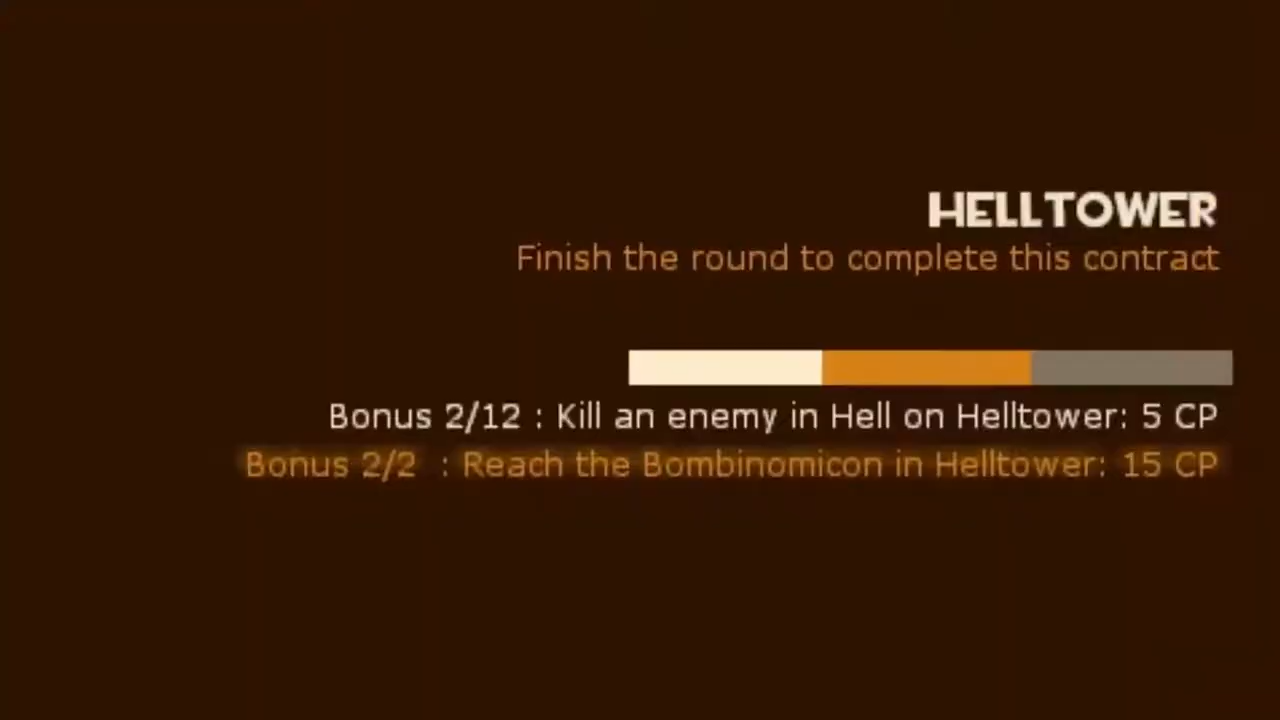 HELLTOWER
Finish the round to complete this contract
Bonus 2/12 : Kill an enemy in Hell on Helltower: 5 CP
Bonus 2/2 : Reach the Bombinomicon in Helltower: 15 CP